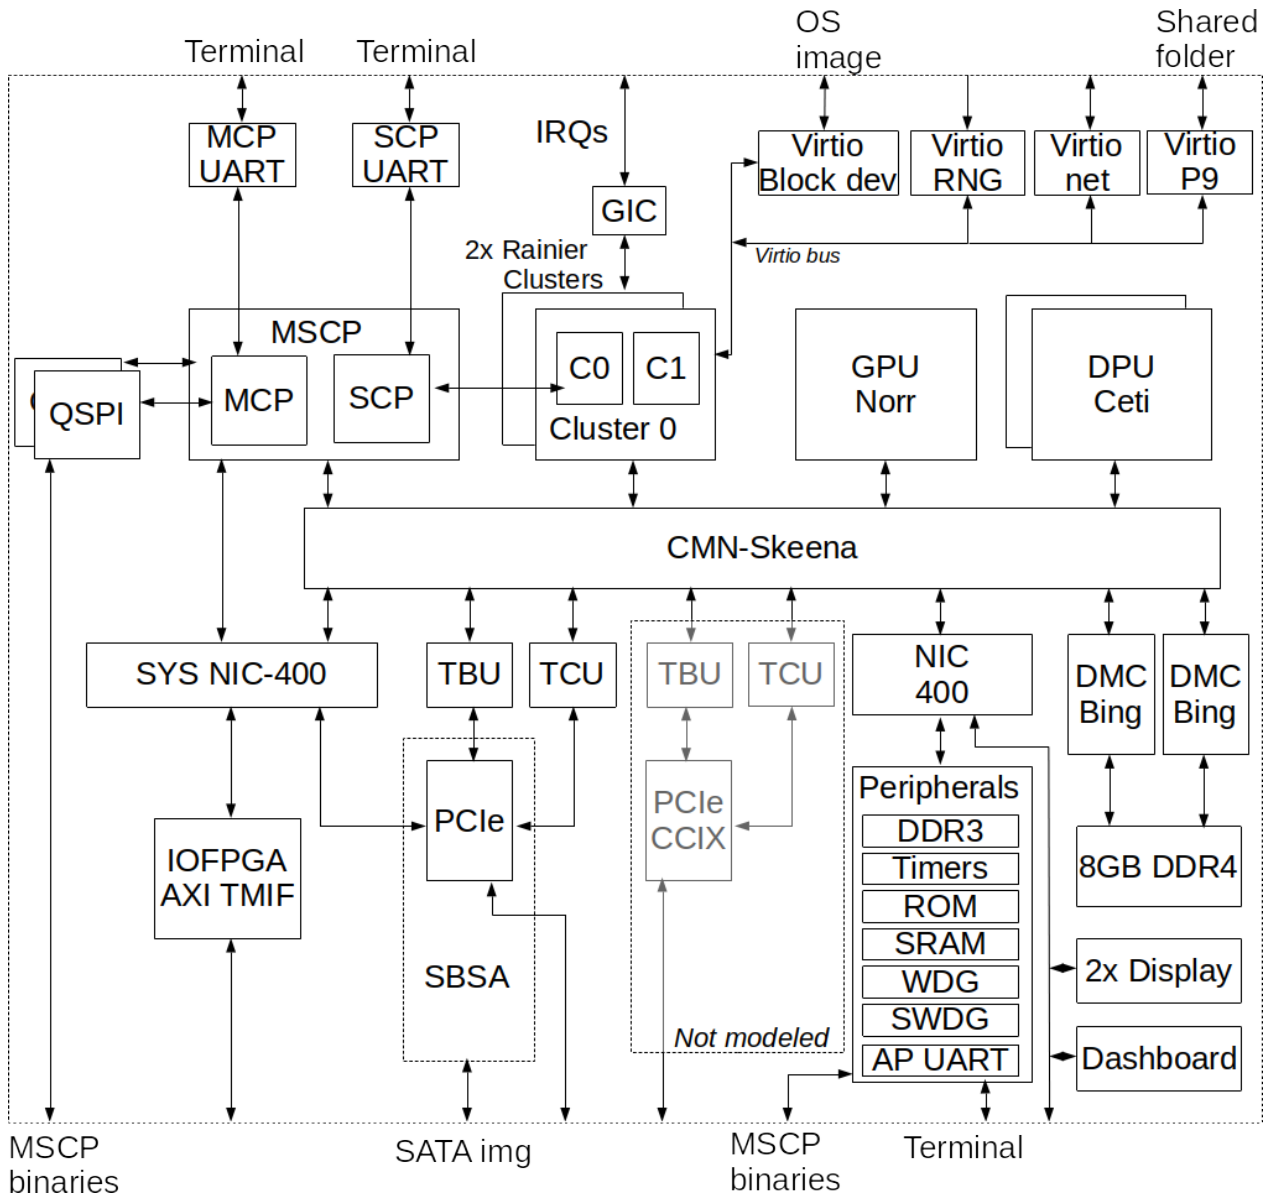 OS
image
Shared
folder
Terminal
Terminal
MCP
UART
SCP
UART
IRQs
Virtio
Block dev
Virtio
RNG
Virtio
net
Virtio
P9
GIC
2x Rainier
Clusters
Virtio bus
MSCP
MCP
SCP
QSPI
C0
C1
Cluster 0
GPU
Norr
DPU
Ceti
CMN-Skeena
SYS NIC-400
TBU
TCU
TBU
TCU
NIC
400
DMC
Bing
DMC
Bing
PCIe
PCIe
CCIX
Peripherals
DDR3
Timers
ROM
SRAM
WDG
SWDG
AP UART
IOFPGA
AXI TMIF
8GB DDR4
SBSA
2x Display
Not modeled
Dashboard
MSCP
binaries
SATA img
MSCP
binaries
Terminal